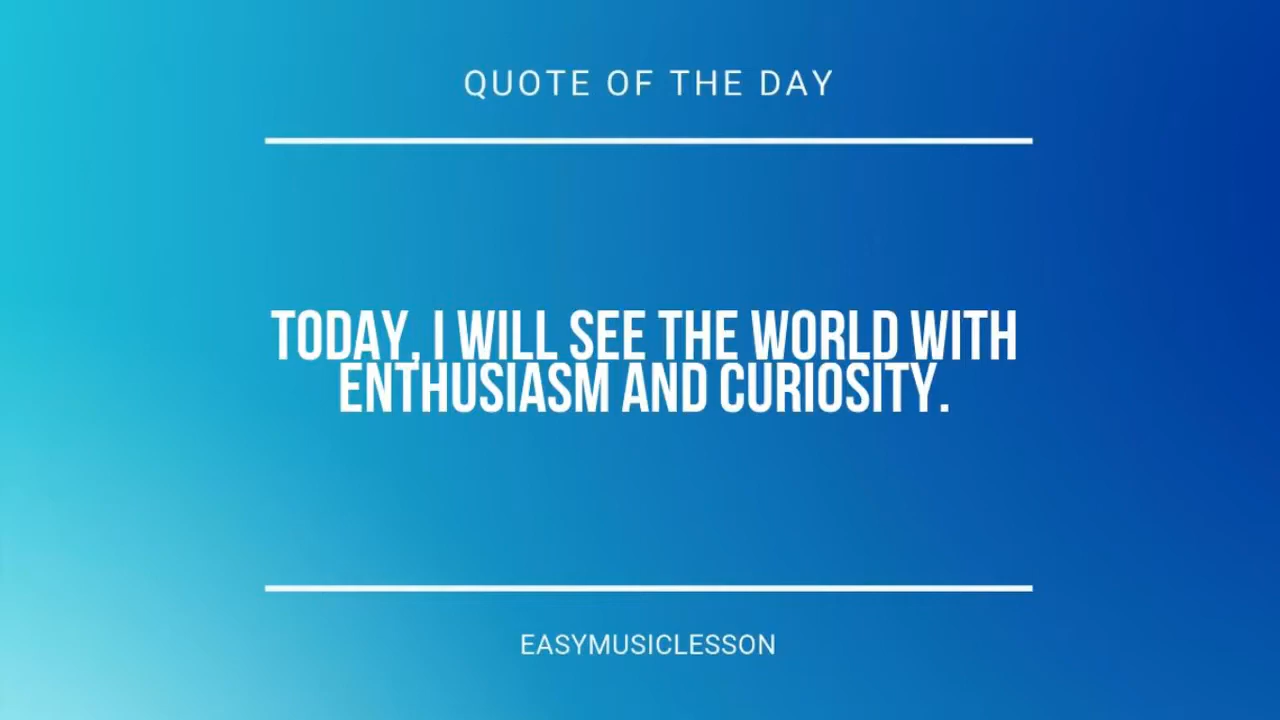 QUOTE OF THE DAY
TODAY, I WILL SEE THE WORLD WITH
ENTHUSIASM AND CURIOSITY.
EASYMUSICLESSON